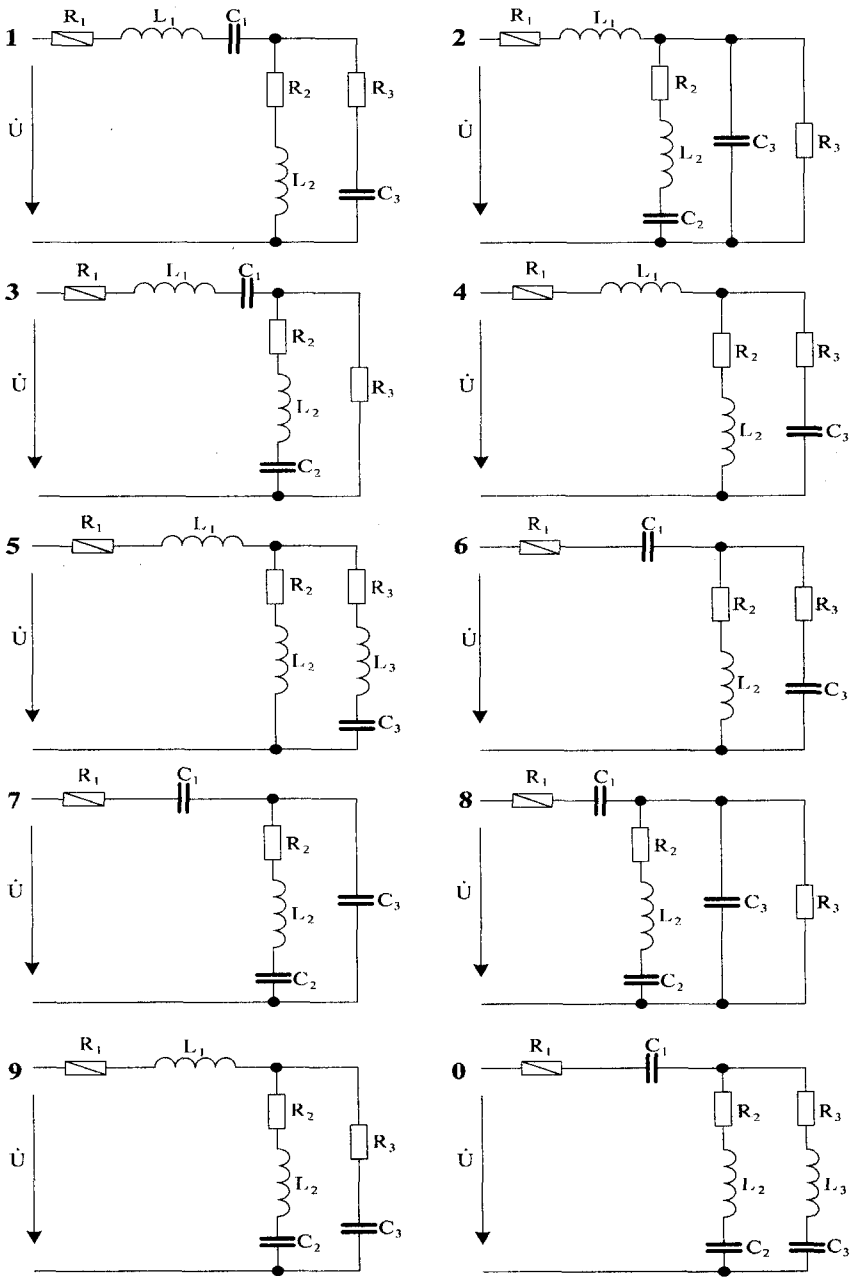 1 R₁ L₁ C₁ R₂ R₃ U̇ L₂ C₃
2 R₁ L₁ R₂ U̇ L₂ C₃ R₃ C₂
3 R₁ L₁ C₁ R₂ U̇ R₃ L₂ C₂
4 R₁ L₁ R₂ R₃ U̇ L₂ C₃
5 R₁ L₁ R₂ R₃ U̇ L₂ L₃ C₃
6 R₁ C₁ R₂ R₃ U̇ L₂ C₃
7 R₁ C₁ R₂ U̇ C₃ L₂ C₂
8 R₁ C₁ R₂ U̇ C₃ R₃ L₂ C₂
9 R₁ L₁ R₂ R₃ U̇ L₂ C₂ C₃
0 R₁ C₁ R₂ R₃ U̇ L₂ L₃ C₂ C₃